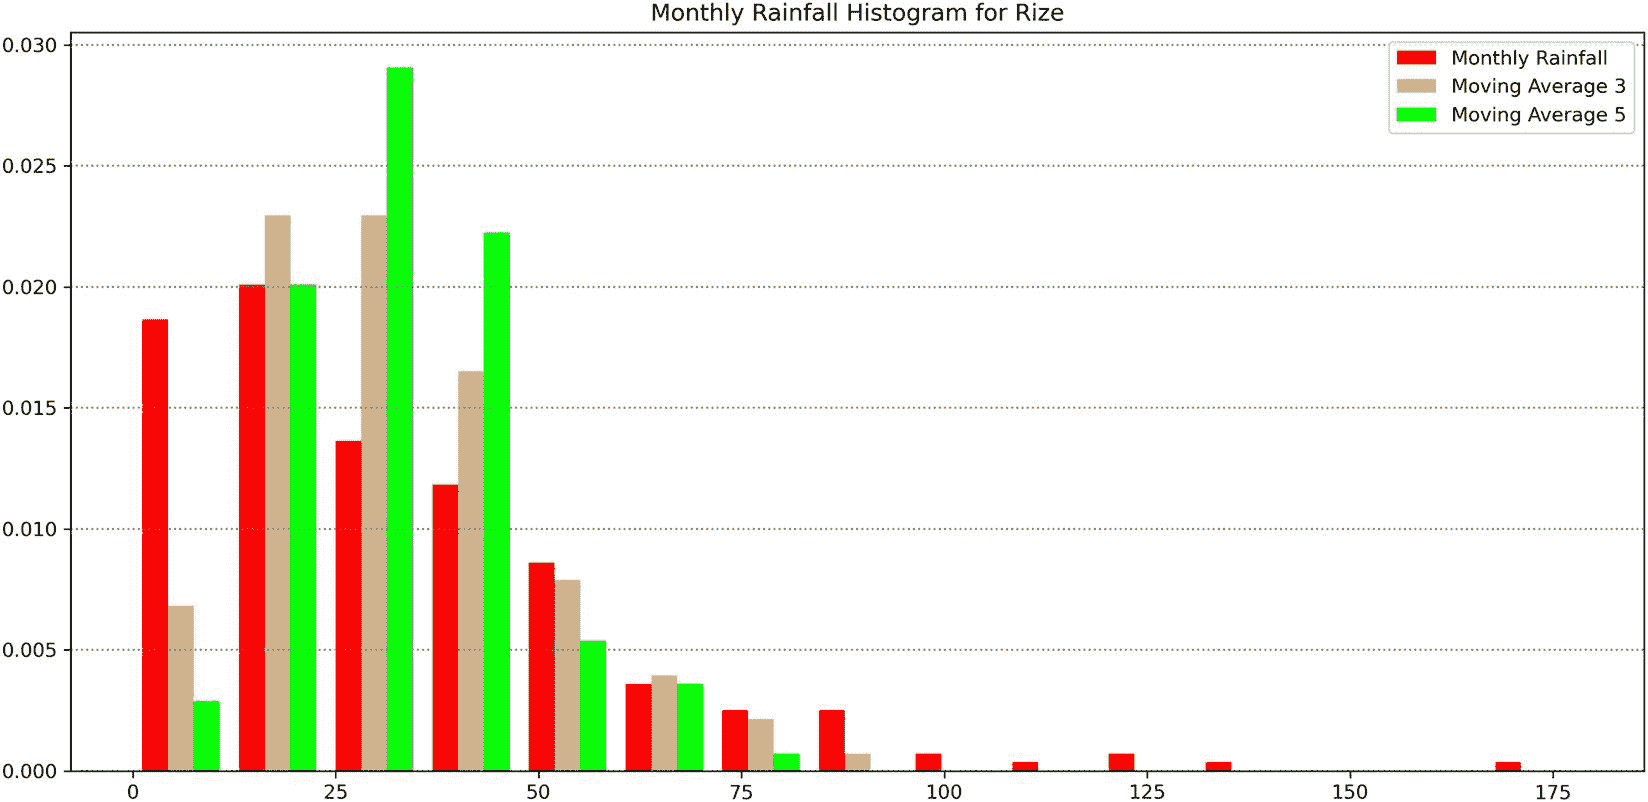 Monthly Rainfall Histogram for Rize
0.030
Monthly Rainfall
Moving Average 3
Moving Average 5
0.025
0.020
0.015
0.010
0.005
0.000
0 25 50 75 100 125 150 175